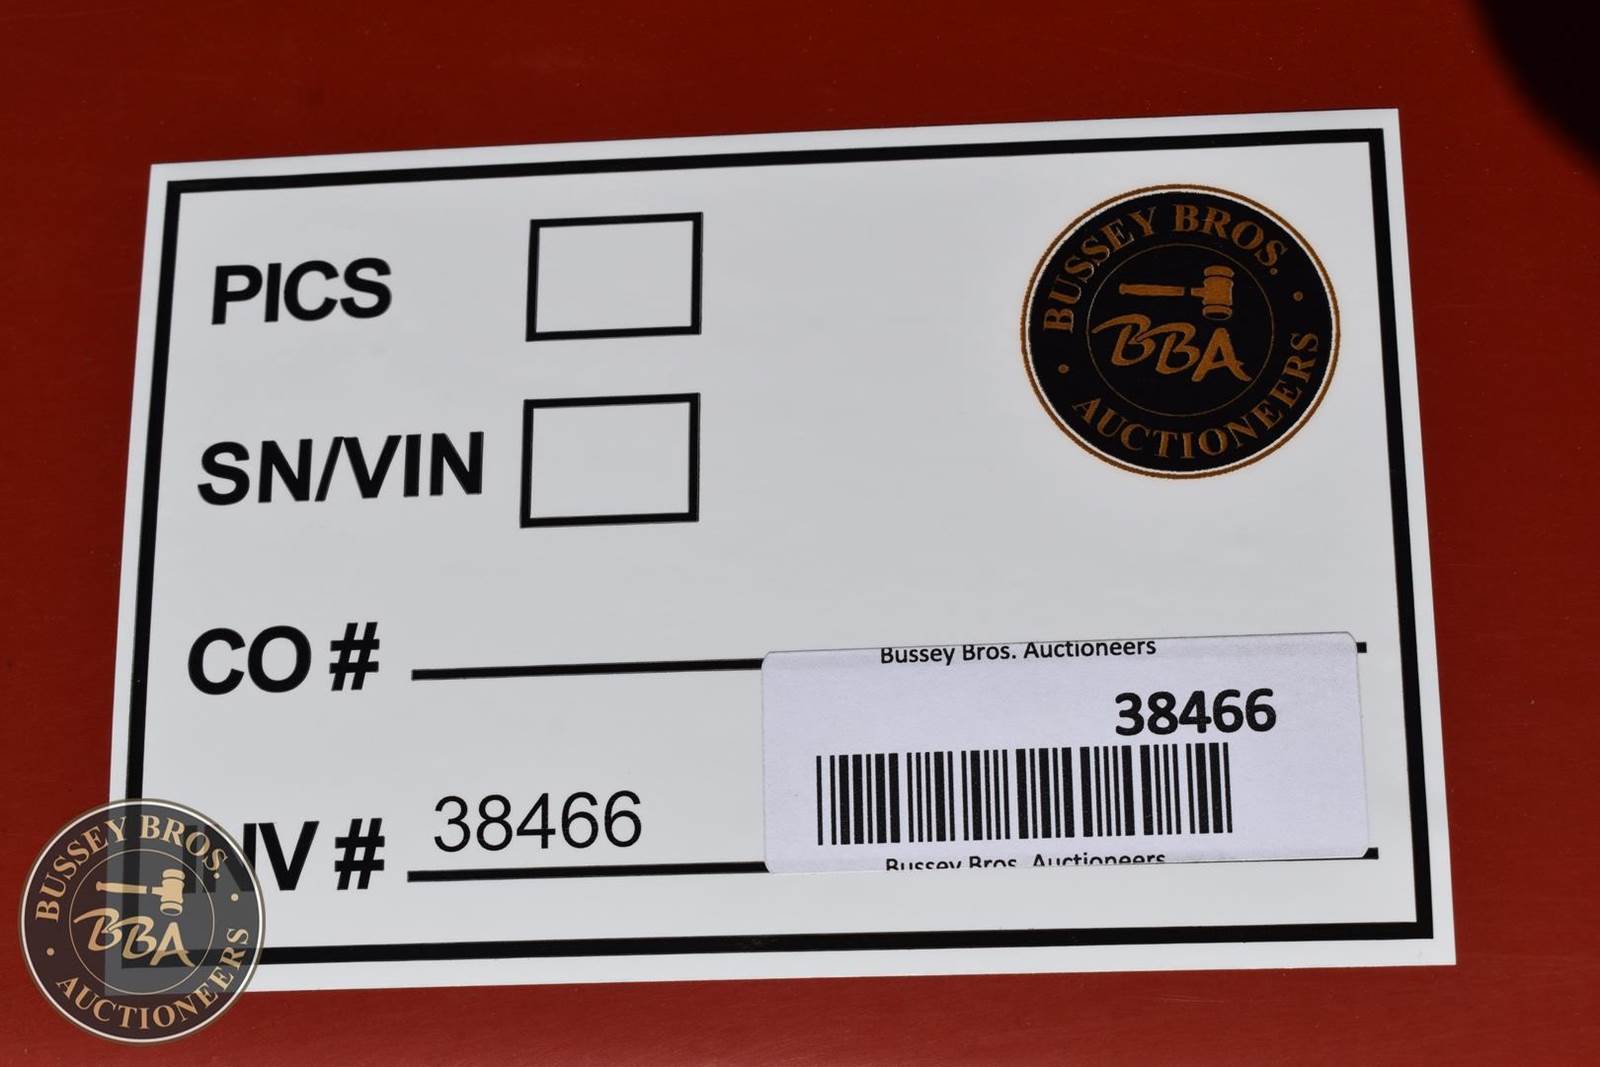 PICS
BUSSEY BROS.
BBA
AUCTIONEERS
SN/VIN
CO #
Bussey Bros. Auctioneers
38466
INV # 38466
Bussey Bros. Auctioneers
BUSSEY BROS.
BBA
AUCTIONEERS